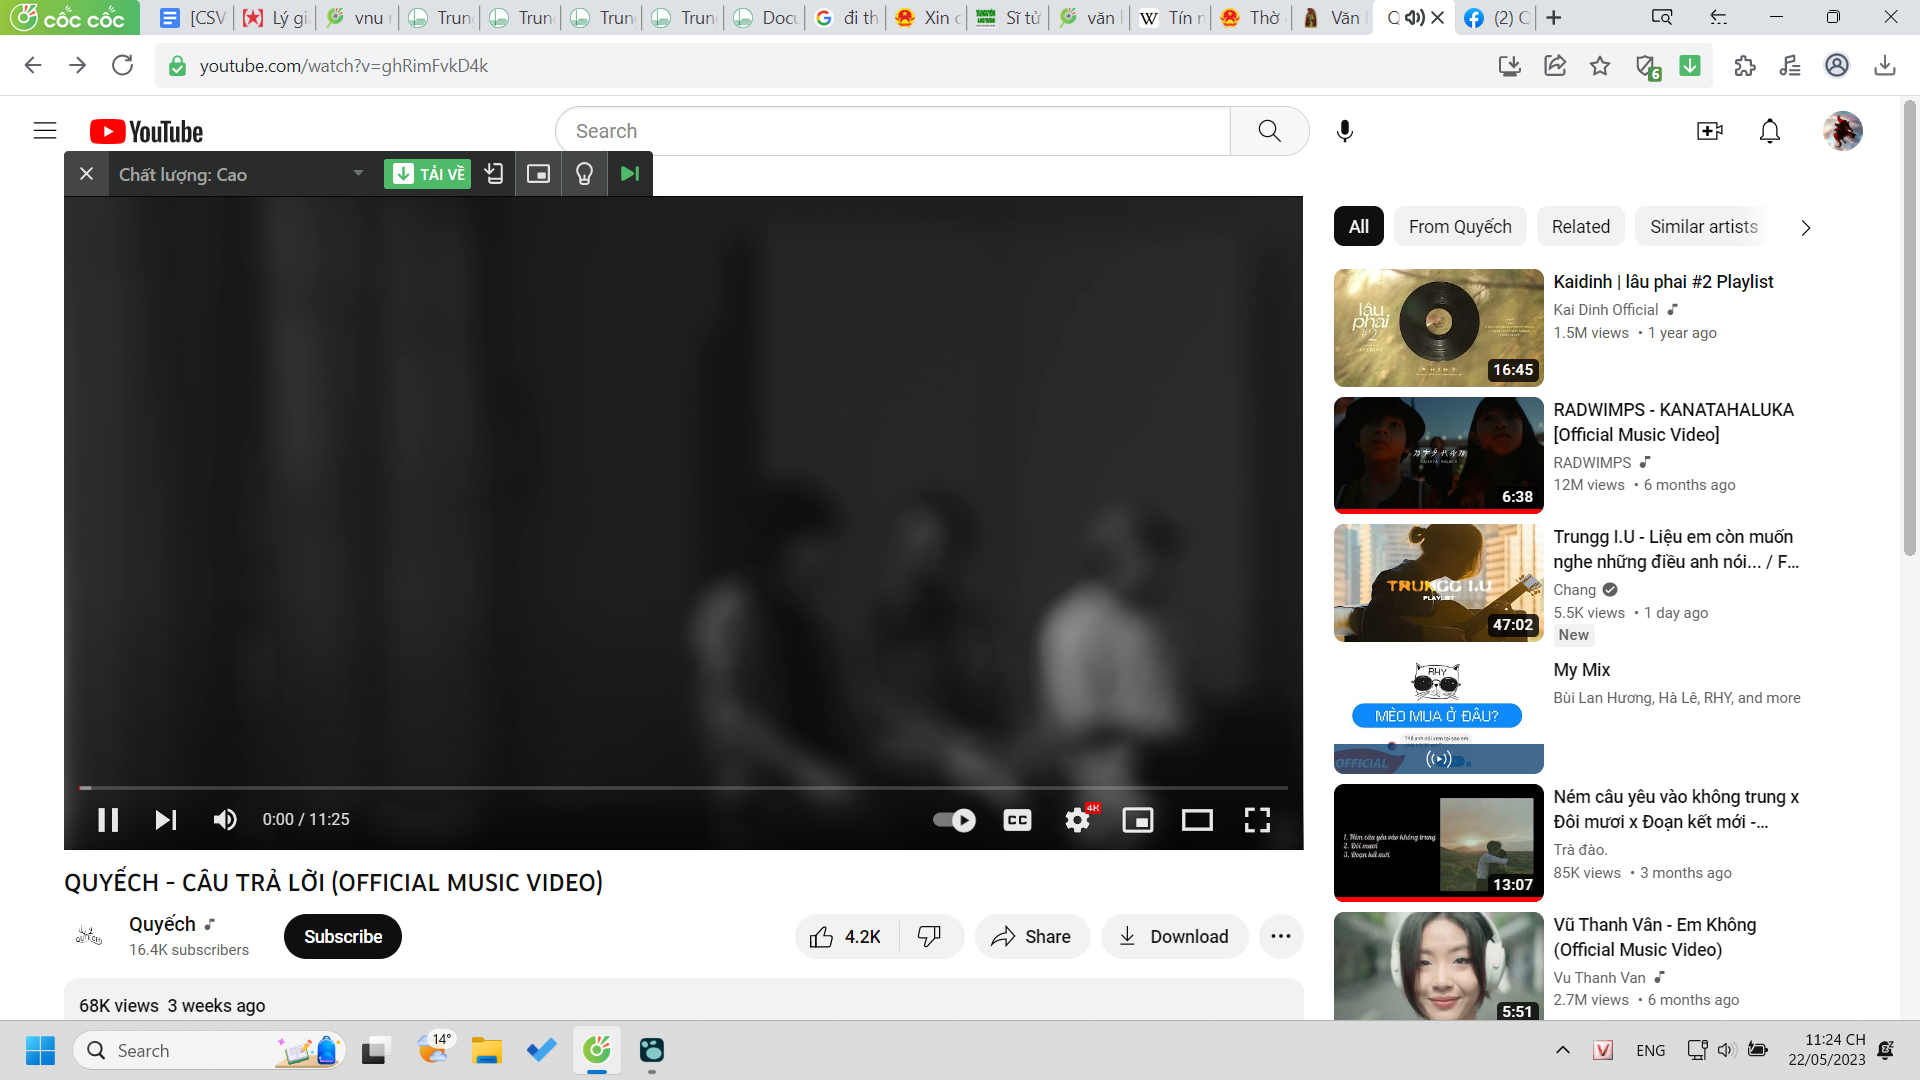 cốc cốc
[CSV
Lý gi
vnu r
Trung
Trung
Trung
Trung
Docu
đi th
Xin c
Sĩ tử
văn h
Tín n
Thờ
Văn
(2) Q
youtube.com/watch?v=ghRimFvkD4k
6
YouTube
Search
Chất lượng: Cao
TẢI VỀ
All
From Quyếch
Related
Similar artists
lâu
phai
#2
16:45
Kaidinh | lâu phai #2 Playlist
Kai Dinh Official
1.5M views • 1 year ago
6:38
RADWIMPS - KANATAHALUKA
[Official Music Video]
RADWIMPS
12M views • 6 months ago
TRUNGG I.U
PLAYLIST
47:02
Trungg I.U - Liệu em còn muốn
nghe những điều anh nói... / F...
Chang
5.5K views • 1 day ago
New
RHY
MÈO MUA Ở ĐÂU?
OFFICIAL
My Mix
Bùi Lan Hương, Hà Lê, RHY, and more
1. Ném câu yêu vào không trung
2. Đôi mươi
3. Đoạn kết mới
13:07
Ném câu yêu vào không trung x
Đôi mươi x Đoạn kết mới -...
Trà đào.
85K views • 3 months ago
5:51
Vũ Thanh Vân - Em Không
(Official Music Video)
Vu Thanh Van
2.7M views • 6 months ago
0:00 / 11:25
CC
4K
QUYẾCH - CÂU TRẢ LỜI (OFFICIAL MUSIC VIDEO)
QUYẾCH
Quyếch
16.4K subscribers
Subscribe
4.2K
Share
Download
68K views 3 weeks ago
Search
14°
V
ENG
11:24 CH
22/05/2023